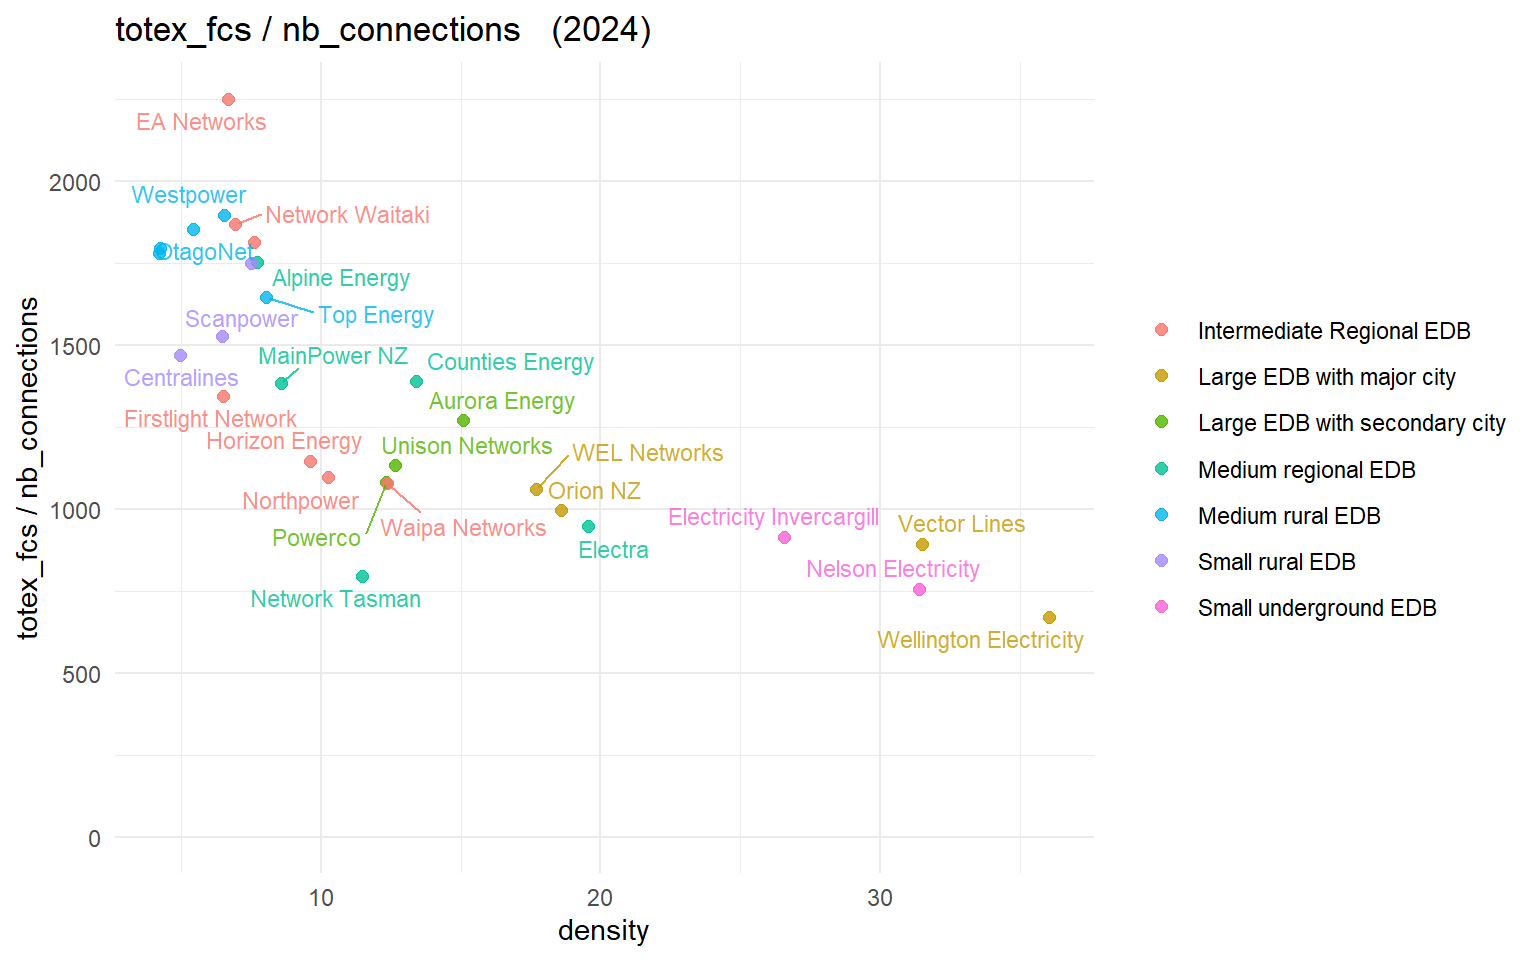 totex_fcs / nb_connections   (2024)
totex_fcs / nb_connections
2000
1500
1000
500
0
EA Networks
Westpower
Network Waitaki
OtagoNet
Alpine Energy
Top Energy
Scanpower
MainPower NZ
Counties Energy
Centralines
Aurora Energy
Firstlight Network
Horizon Energy
Unison Networks
WEL Networks
Orion NZ
Northpower
Electricity Invercargill
Vector Lines
Waipa Networks
Powerco
Electra
Nelson Electricity
Network Tasman
Wellington Electricity
10
20
30
density
Intermediate Regional EDB
Large EDB with major city
Large EDB with secondary city
Medium regional EDB
Medium rural EDB
Small rural EDB
Small underground EDB